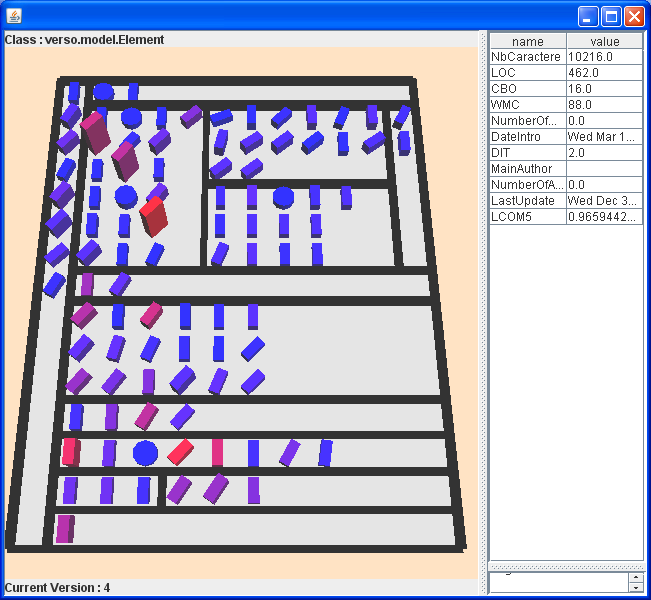 Class : verso.model.Element
name value
NbCaractere 10216.0
LOC 462.0
CBO 16.0
WMC 88.0
NumberOf... 0.0
DateIntro Wed Mar 1...
DIT 2.0
MainAuthor
NumberOfA... 0.0
LastUpdate Wed Dec 3...
LCOM5 0.9659442...
Current Version : 4